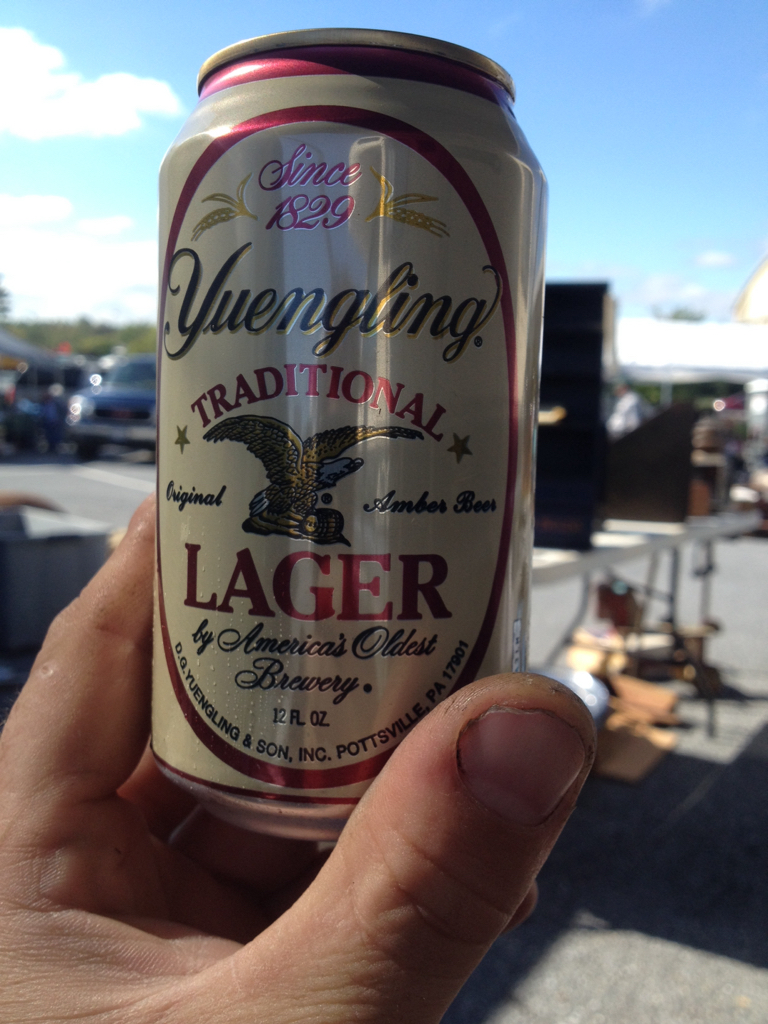 Since
1829
Yuengling®
TRADITIONAL
Original Amber Beer
®
LAGER
by America's Oldest
Brewery.
12 FL. OZ.
D.G. YUENGLING & SON, INC. POTTSVILLE, PA 17901